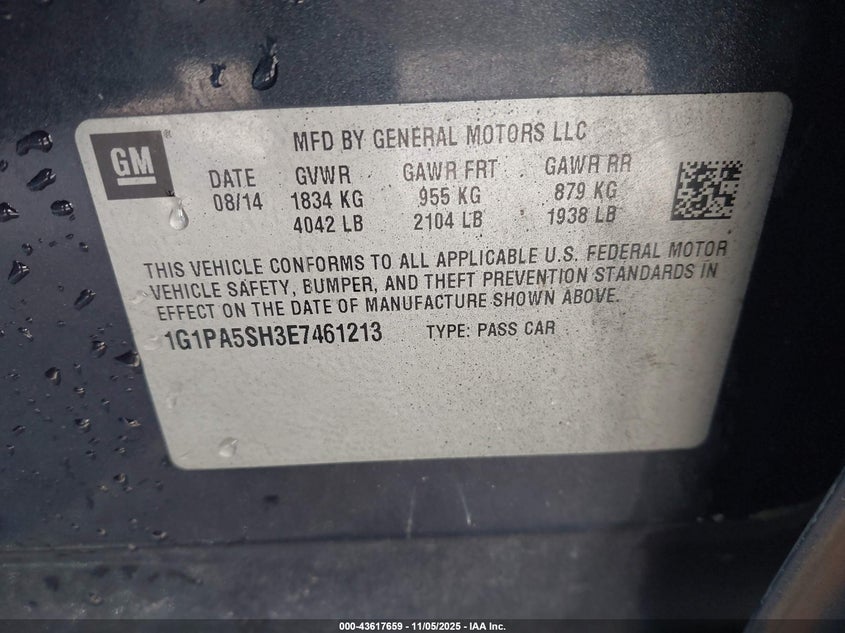 GM
MFD BY GENERAL MOTORS LLC
DATE GVWR GAWR FRT GAWR RR
08/14 1834 KG 955 KG 879 KG
4042 LB 2104 LB 1938 LB
THIS VEHICLE CONFORMS TO ALL APPLICABLE U.S. FEDERAL MOTOR
VEHICLE SAFETY, BUMPER, AND THEFT PREVENTION STANDARDS IN
EFFECT ON THE DATE OF MANUFACTURE SHOWN ABOVE.
1G1PA5SH3E7461213 TYPE: PASS CAR
000-43617659 - 11/05/2025 - IAA Inc.